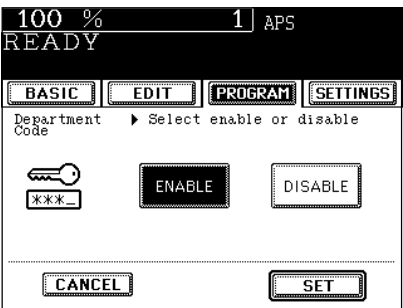 100 % 1 APS
READY
BASIC EDIT PROGRAM SETTINGS
Department ▶ Select enable or disable
Code
ENABLE DISABLE
***_
CANCEL SET